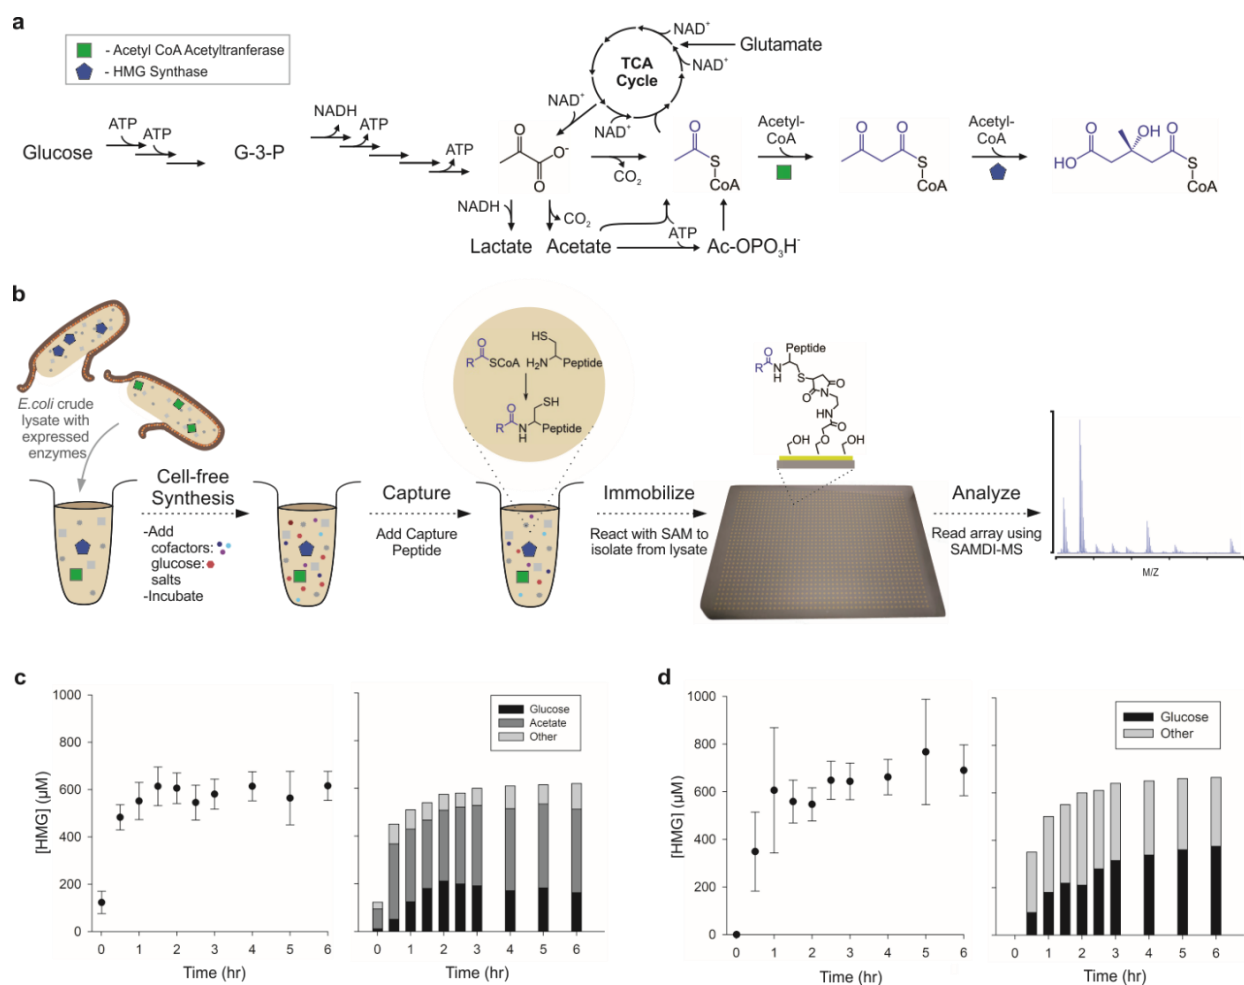 a
- Acetyl CoA Acetyltranferase
- HMG Synthase
Glucose
ATP
ATP
G-3-P
NADH
ATP
ATP
TCA
Cycle
NAD⁺
NAD⁺
NAD⁺
NAD⁺
Glutamate
O
O⁻
O
CO₂
NADH
Lactate
CO₂
Acetate
ATP
Ac-OPO₃H⁻
O
S
CoA
Acetyl-
CoA
O O
S
CoA
Acetyl-
CoA
O OH O
HO
S
CoA
b
E.coli crude
lysate with
expressed
enzymes
Cell-free
Synthesis
-Add
cofactors:
glucose:
salts
-Incubate
Capture
Add Capture
Peptide
O HS
R SCoA H₂N Peptide
O SH
R N Peptide
H
Immobilize
React with SAM to
isolate from lysate
Peptide
O
R NH
S O
O N
NH
O
OH O OH
Analyze
Read array using
SAMDI-MS
M/Z
c
[HMG] (µM)
1000
800
600
400
200
0
0 1 2 3 4 5 6
Time (hr)
Glucose
Acetate
Other
0 1 2 3 4 5 6
Time (hr)
d
[HMG] (µM)
1000
800
600
400
200
0
0 1 2 3 4 5 6
Time (hr)
Glucose
Other
0 1 2 3 4 5 6
Time (hr)